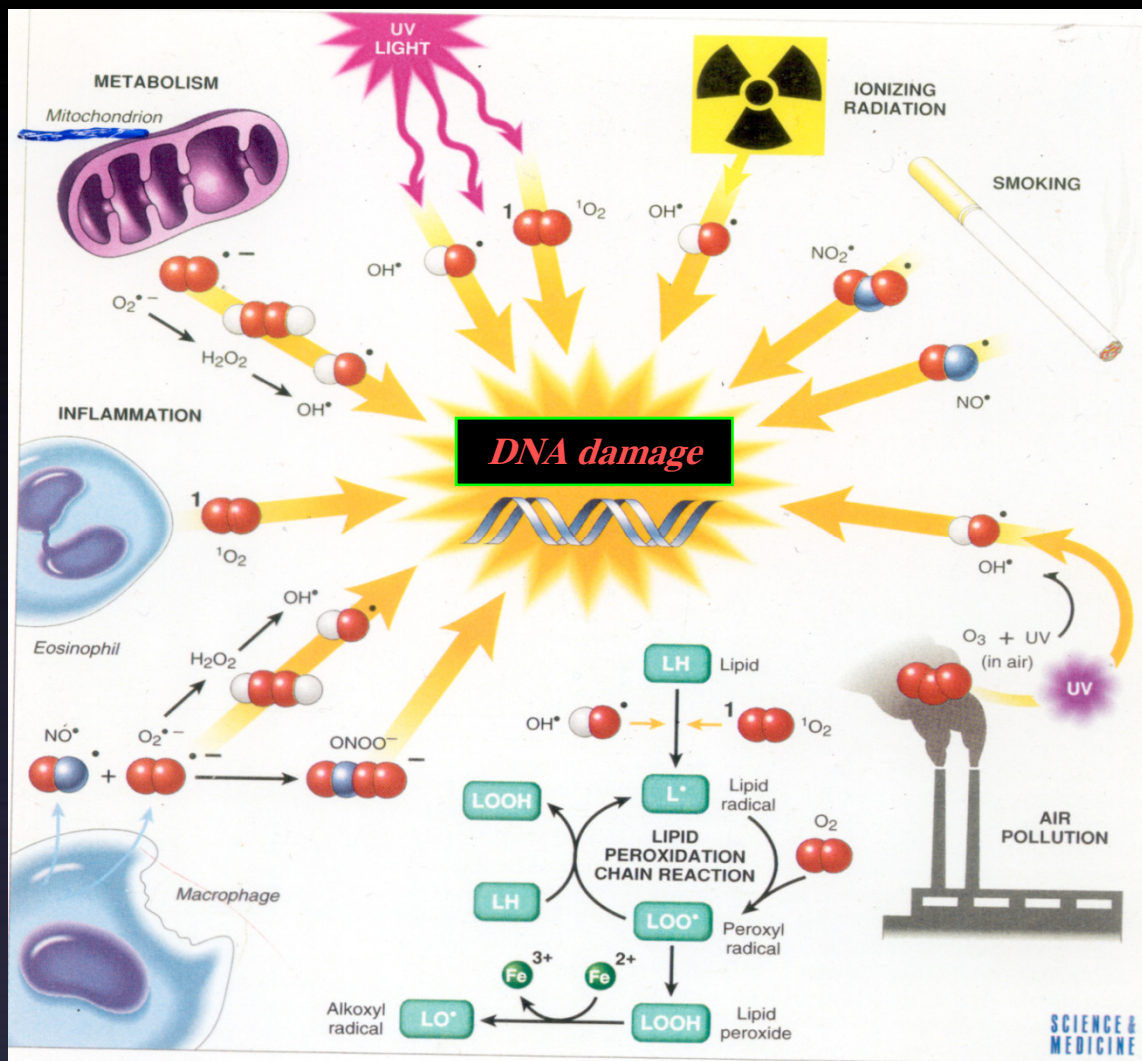 UV
LIGHT
METABOLISM
Mitochondrion
IONIZING
RADIATION
SMOKING
OH•
1
¹O₂
OH•
NO₂•
•
O₂•−
• −
H₂O₂
•
OH•
•
NO•
INFLAMMATION
DNA damage
1
¹O₂
•
OH•
Eosinophil
OH•
•
H₂O₂
O₃ + UV
(in air)
UV
LH
Lipid
OH•
•
1
¹O₂
NO•
•
+
O₂•−
• −
ONOO⁻
−
LOOH
L•
Lipid
radical
O₂
LIPID
PEROXIDATION
CHAIN REACTION
AIR
POLLUTION
Macrophage
LH
LOO•
Peroxyl
radical
Fe 3+
Fe 2+
Alkoxyl
radical
LO•
LOOH
Lipid
peroxide
SCIENCE &
MEDICINE